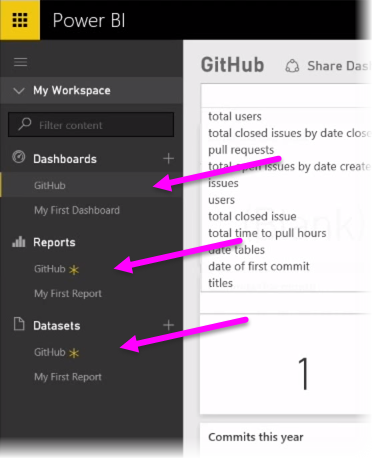 Power BI
GitHub
Share Das
My Workspace
Filter content
Dashboards
GitHub
My First Dashboard
Reports
GitHub
My First Report
Datasets
GitHub
My First Report
total users
total closed issues by date close
pull requests
total open issues by date create
issues
users
total closed issue
total time to pull hours
date tables
date of first commit
titles
1
Commits this year